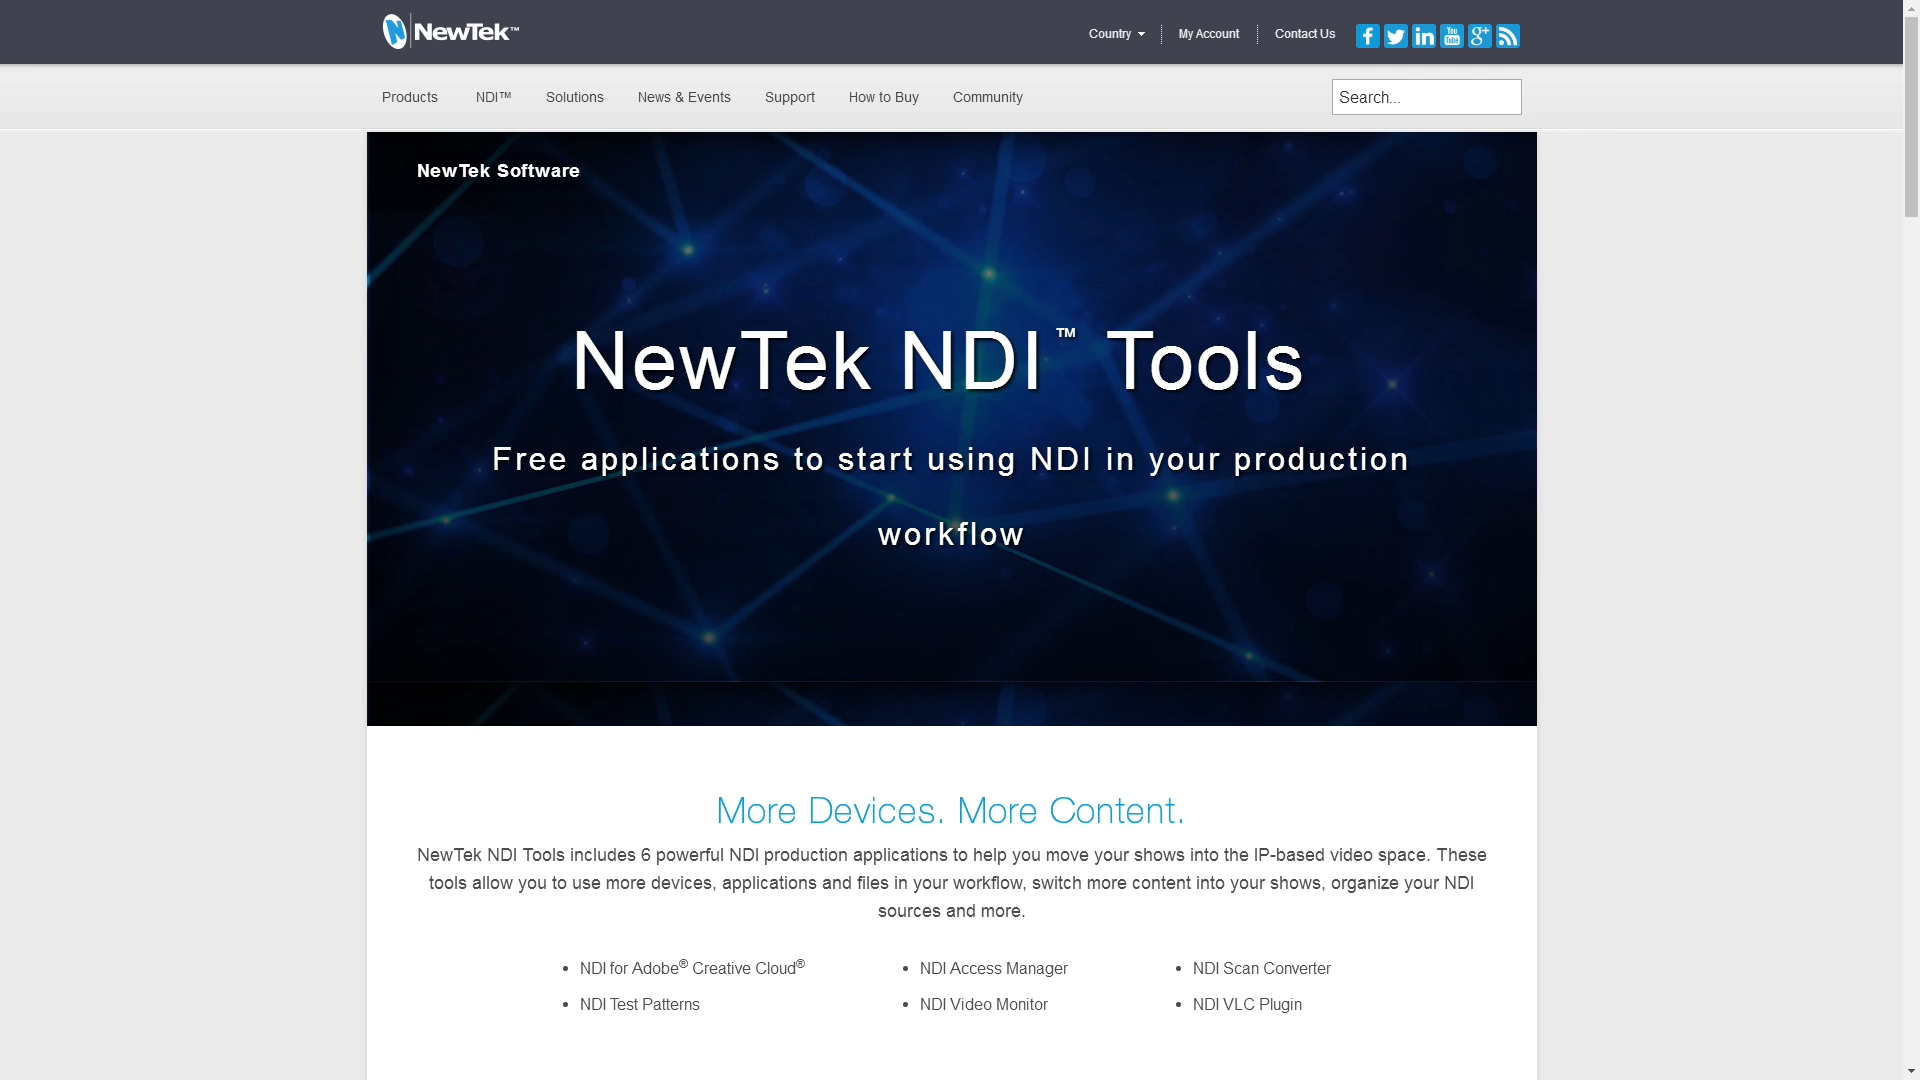 NewTek™
Country
My Account
Contact Us
You Tube
Products
NDI™
Solutions
News & Events
Support
How to Buy
Community
Search...
NewTek Software
NewTek NDI™ Tools
Free applications to start using NDI in your production
workflow
More Devices. More Content.
NewTek NDI Tools includes 6 powerful NDI production applications to help you move your shows into the IP-based video space. These
tools allow you to use more devices, applications and files in your workflow, switch more content into your shows, organize your NDI
sources and more.
• NDI for Adobe® Creative Cloud®
• NDI Test Patterns
• NDI Access Manager
• NDI Video Monitor
• NDI Scan Converter
• NDI VLC Plugin